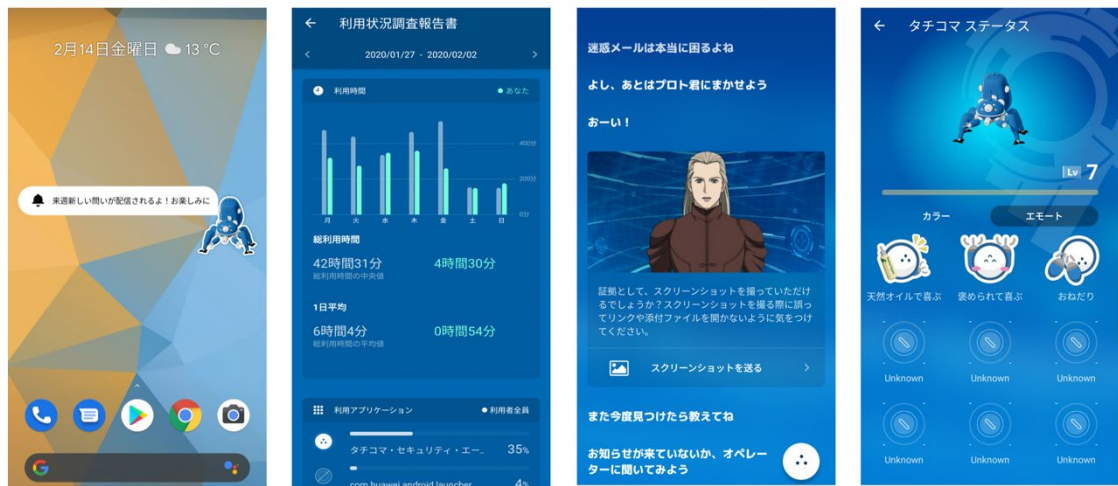 2月14日金曜日 13 °C
来週新しい問いが配信されるよ！お楽しみに
利用状況調査報告書
2020/01/27 - 2020/02/02
利用時間
あなた
400分
200分
0分
月 火 水 木 金 土 日
総利用時間
42時間31分 4時間30分
総利用時間の中央値
1日平均
6時間4分 0時間54分
総利用時間の平均値
利用アプリケーション
利用者全員
タチコマ・セキュリティ・エー..
35%
com.huawei.android.launcher
4%
迷惑メールは本当に困るよね
よし、あとはプロト君にまかせよう
おーい！
証拠として、スクリーンショットを撮っていただけ
るでしょうか？スクリーンショットを撮る際に誤っ
てリンクや添付ファイルを開かないように気をつけ
てください。
スクリーンショットを送る
また今度見つけたら教えてね
お知らせが来ていないか、オペレー
ターに聞いてみよう
タチコマ ステータス
Lv 7
カラー
エモート
天然オイルで喜ぶ 褒められて喜ぶ おねだり
Unknown Unknown Unknown
Unknown Unknown Unknown